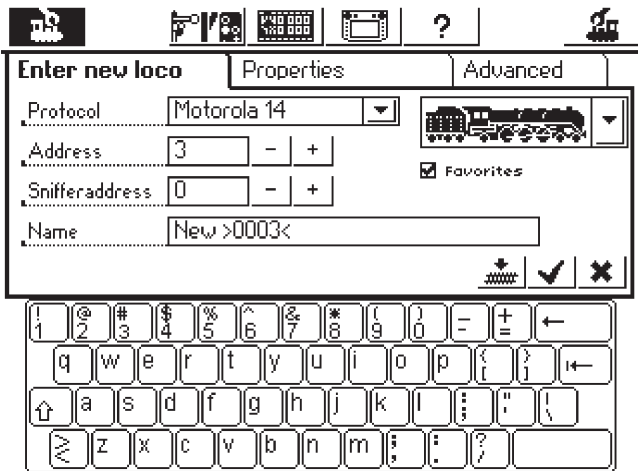 ?
Enter new loco Properties Advanced
Protocol Motorola 14
Address 3 - +
Favorites
Snifferaddress 0 - +
Name New >0003<
! @ # $ % ^ & * ( ) _ +
1 2 3 4 5 6 7 8 9 0 - = ←
q w e r t y u i o p { [ } ]
a s d f g h j k l : ; " ' | \
> < z x c v b n m ; , : . ? /